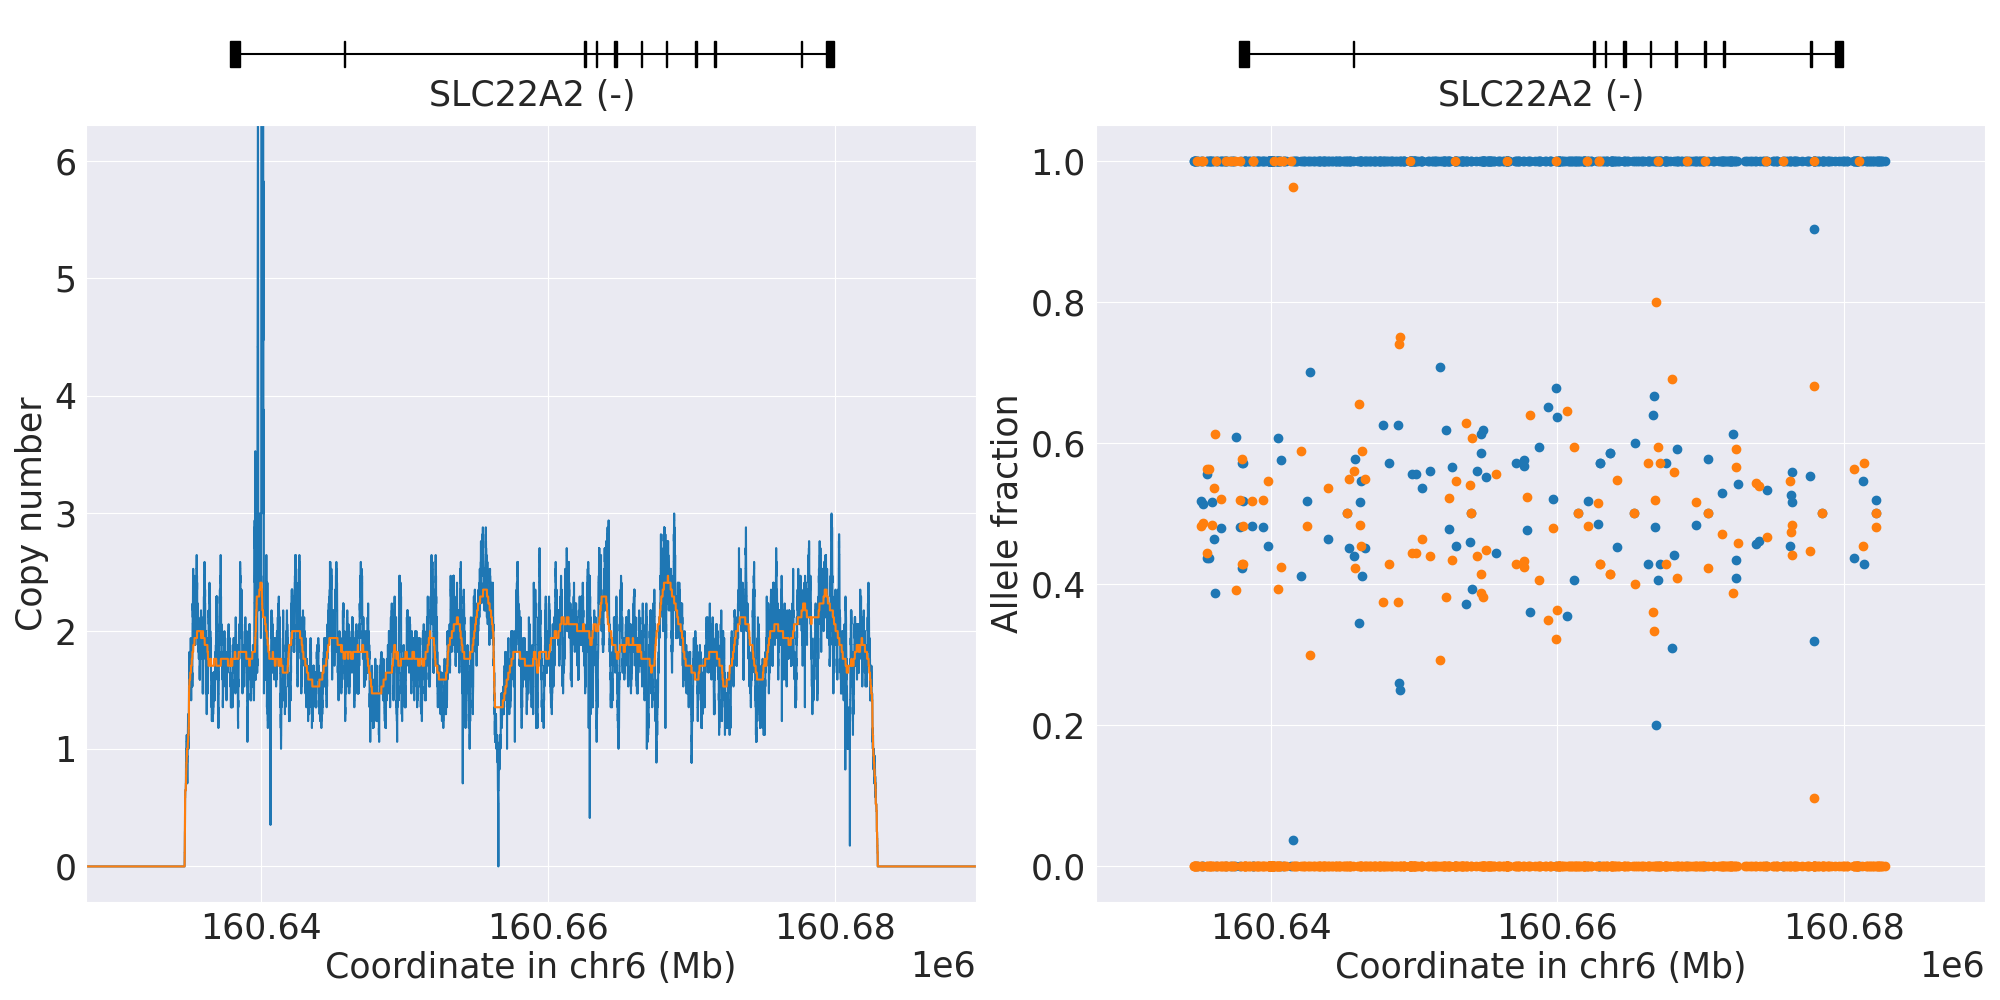 SLC22A2 (-)
6
5
4
3
2
1
0
Copy number
160.64 160.66 160.68
Coordinate in chr6 (Mb) 1e6
SLC22A2 (-)
1.0
0.8
0.6
0.4
0.2
0.0
Allele fraction
160.64 160.66 160.68
Coordinate in chr6 (Mb) 1e6